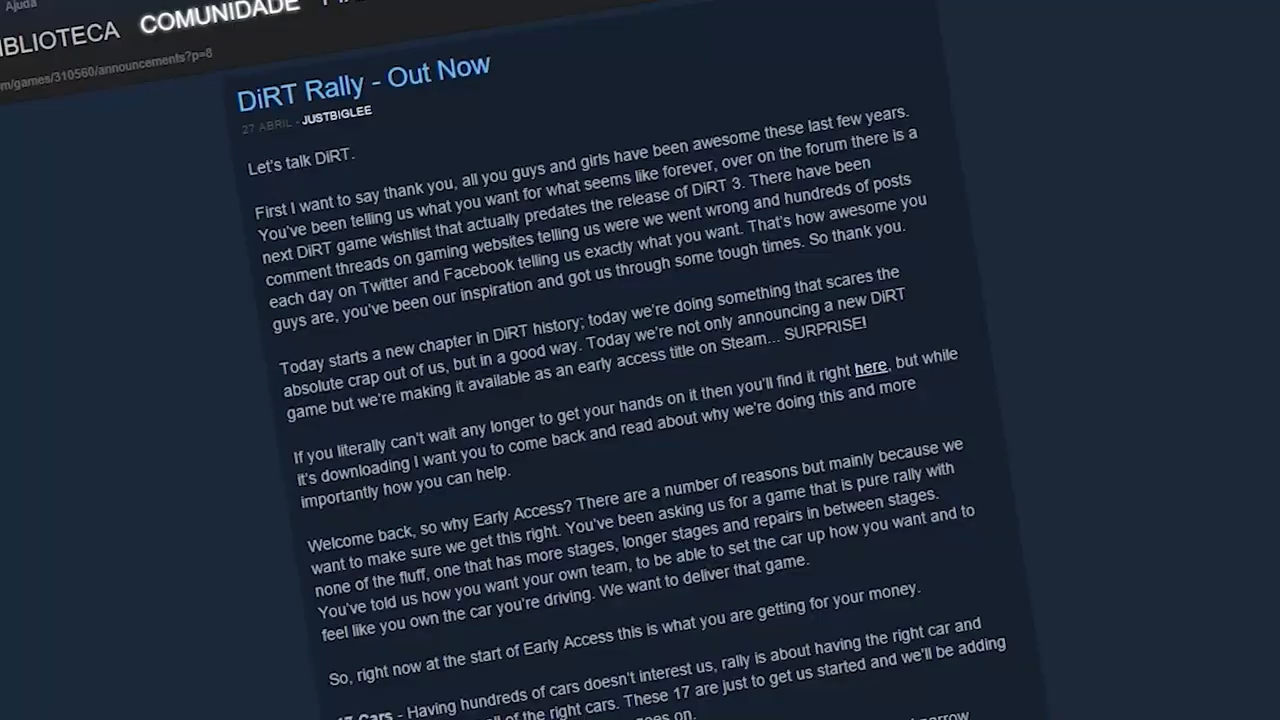 Ajuda
BIBLIOTECA COMUNIDADE
m/games/310560/announcements?p=8
DiRT Rally - Out Now
27 ABRIL - JUSTBIGLEE
Let's talk DiRT.
First I want to say thank you, all you guys and girls have been awesome these last few years.
You've been telling us what you want for what seems like forever, over on the forum there is a
next DiRT game wishlist that actually predates the release of DiRT 3. There have been
comment threads on gaming websites telling us were we went wrong and hundreds of posts
each day on Twitter and Facebook telling us exactly what you want. That's how awesome you
guys are, you've been our inspiration and got us through some tough times. So thank you.
Today starts a new chapter in DiRT history; today we're doing something that scares the
absolute crap out of us, but in a good way. Today we're not only announcing a new DiRT
game but we're making it available as an early access title on Steam... SURPRISE!
If you literally can't wait any longer to get your hands on it then you'll find it right here, but while
it's downloading I want you to come back and read about why we're doing this and more
importantly how you can help.
Welcome back, so why Early Access? There are a number of reasons but mainly because we
want to make sure we get this right. You've been asking us for a game that is pure rally with
none of the fluff, one that has more stages, longer stages and repairs in between stages.
You've told us how you want your own team, to be able to set the car up how you want and to
feel like you own the car you're driving. We want to deliver that game.
So, right now at the start of Early Access this is what you are getting for your money.
17 Cars - Having hundreds of cars doesn't interest us, rally is about having the right car and
of the right cars. These 17 are just to get us started and we'll be adding
goes on.
narrow